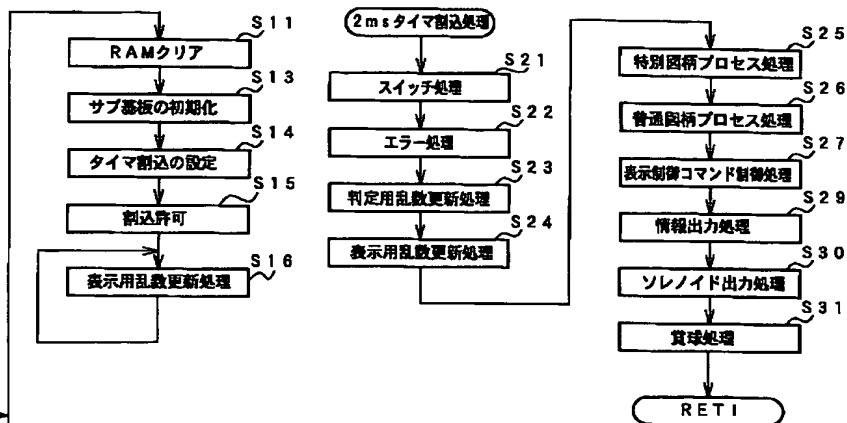 S11
RAMクリア
S13
サブ基板の初期化
S14
タイマ割込の設定
S15
割込許可
S16
表示用乱数更新処理
2msタイマ割込処理
S21
スイッチ処理
S22
エラー処理
S23
判定用乱数更新処理
S24
表示用乱数更新処理
S25
特別図柄プロセス処理
S26
普通図柄プロセス処理
S27
表示制御コマンド制御処理
S29
情報出力処理
S30
ソレノイド出力処理
S31
賞球処理
RETI